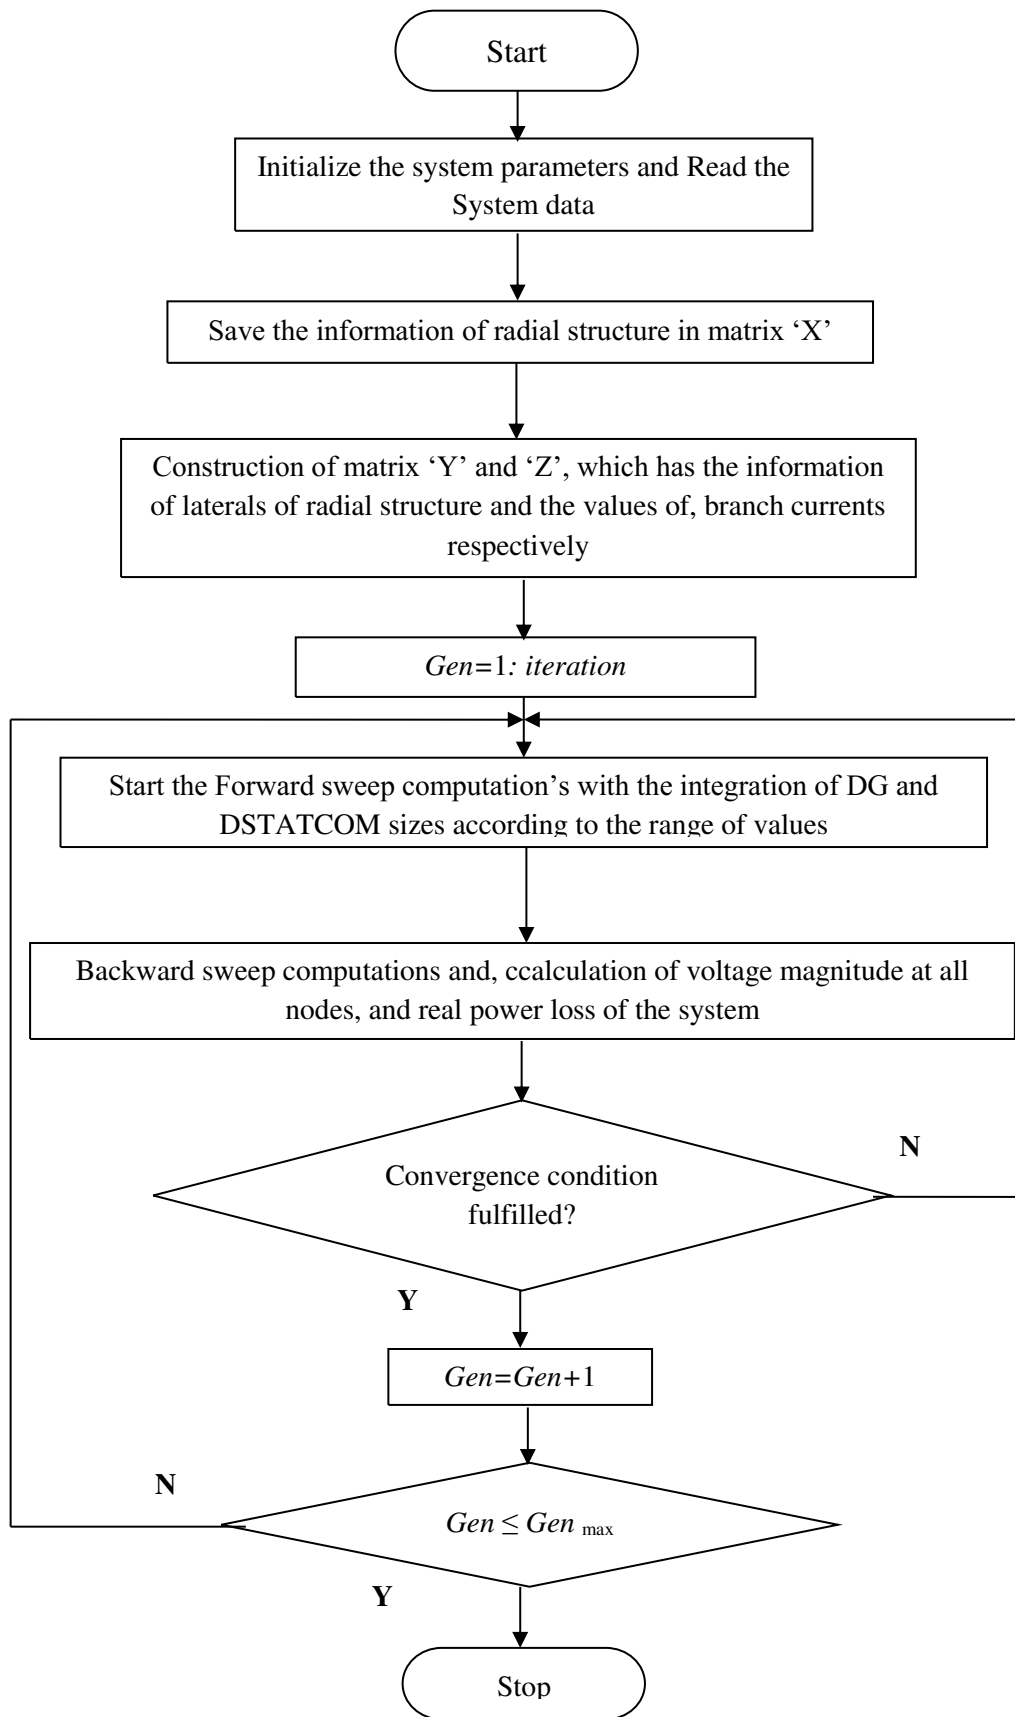 Start
Initialize the system parameters and Read the
System data
Save the information of radial structure in matrix ‘X’
Construction of matrix ‘Y’ and ‘Z’, which has the information
of laterals of radial structure and the values of, branch currents
respectively
Gen=1: iteration
Start the Forward sweep computation’s with the integration of DG and
DSTATCOM sizes according to the range of values
Backward sweep computations and, ccalculation of voltage magnitude at all
nodes, and real power loss of the system
N
Convergence condition
fulfilled?
Y
Gen=Gen+1
N
Gen ≤ Gen max
Y
Stop